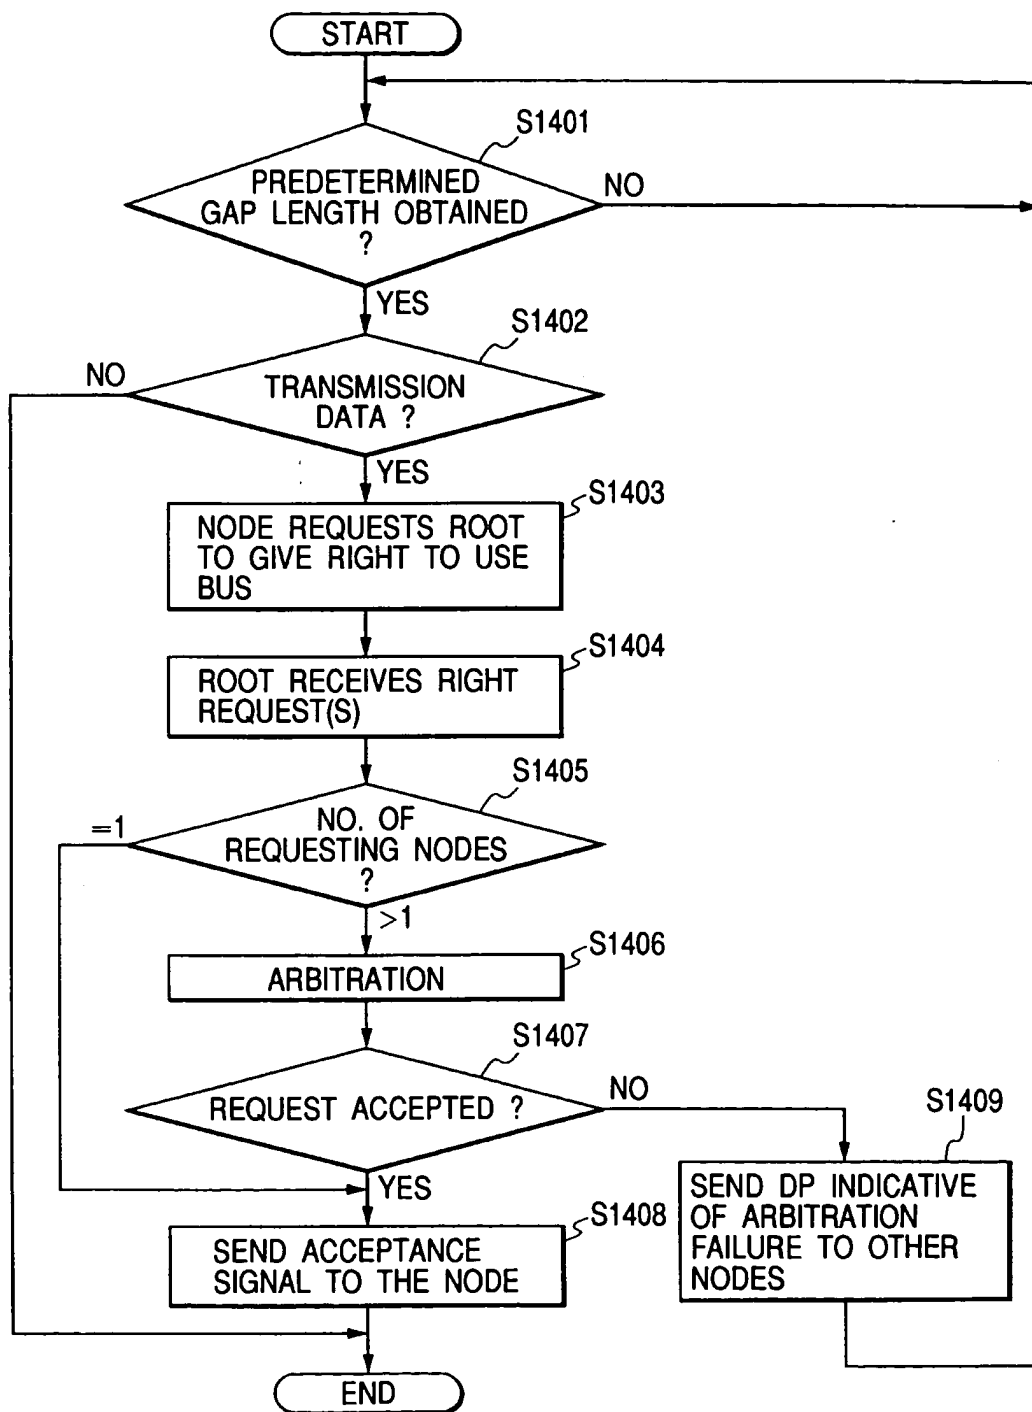 START
S1401
PREDETERMINED
GAP LENGTH OBTAINED
?
NO
YES
S1402
NO
TRANSMISSION
DATA ?
YES
S1403
NODE REQUESTS ROOT
TO GIVE RIGHT TO USE
BUS
S1404
ROOT RECEIVES RIGHT
REQUEST(S)
S1405
=1
NO. OF
REQUESTING NODES
?
>1
S1406
ARBITRATION
S1407
REQUEST ACCEPTED ?
NO
YES
S1409
SEND DP INDICATIVE
OF ARBITRATION
FAILURE TO OTHER
NODES
S1408
SEND ACCEPTANCE
SIGNAL TO THE NODE
END